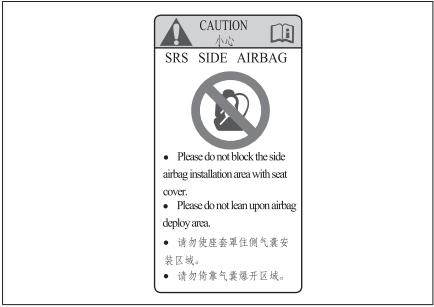 CAUTION
小心
SRS SIDE AIRBAG
● Please do not block the side
airbag installation area with seat
cover.
● Please do not lean upon airbag
deploy area.
● 请勿使座套罩住侧气囊安
装区域。
● 请勿倚靠气囊爆开区域。